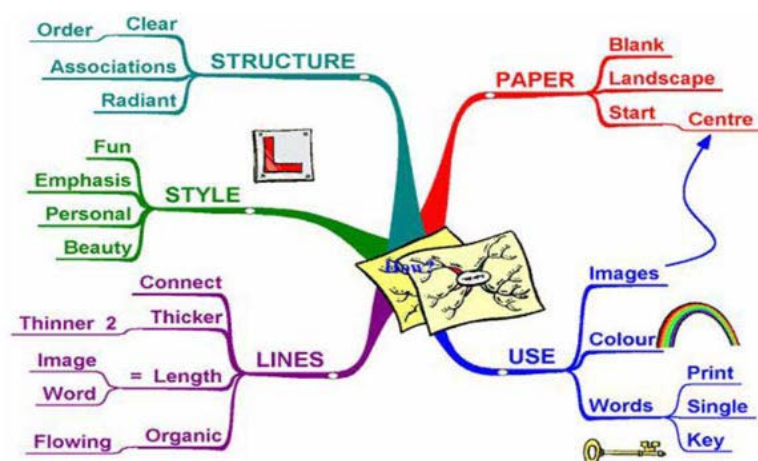 STRUCTURE
Clear
Order
Associations
Radiant
PAPER
Blank
Landscape
Start
Centre
L
STYLE
Fun
Emphasis
Personal
Beauty
How?
LINES
Connect
Thicker
Thinner 2
= Length
Image
Word
Organic
Flowing
USE
Images
Colour
Words
Print
Single
Key